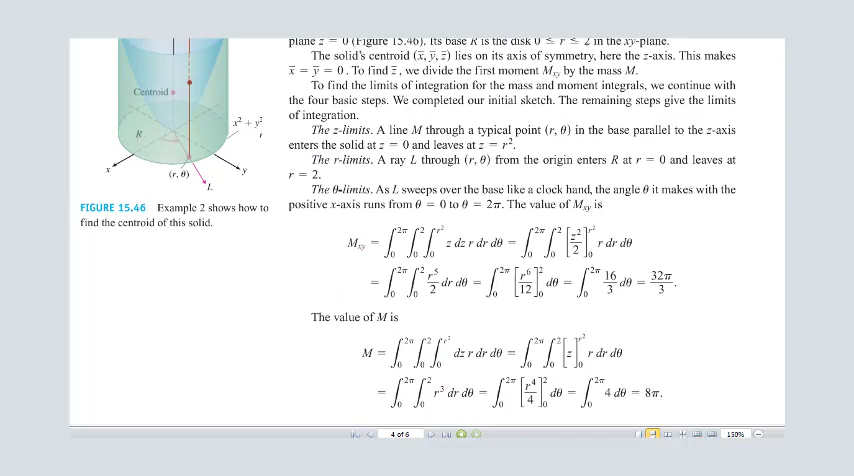 plane z = 0 (Figure 15.46). Its base R is the disk 0 ≤ r ≤ 2 in the xy-plane.
The solid's centroid (x̄, ȳ, z̄) lies on its axis of symmetry, here the z-axis. This makes
x̄ = ȳ = 0. To find z̄, we divide the first moment Mxy by the mass M.
To find the limits of integration for the mass and moment integrals, we continue with
the four basic steps. We completed our initial sketch. The remaining steps give the limits
of integration.
The z-limits. A line M through a typical point (r, θ) in the base parallel to the z-axis
enters the solid at z = 0 and leaves at z = r².
The r-limits. A ray L through (r, θ) from the origin enters R at r = 0 and leaves at
r = 2.
The θ-limits. As L sweeps over the base like a clock hand, the angle θ it makes with the
positive x-axis runs from θ = 0 to θ = 2π. The value of Mxy is
Mxy = ∫₀^2π ∫₀^2 ∫₀^r² z dz r dr dθ = ∫₀^2π ∫₀^2 [z²/2]₀^r² r dr dθ
= ∫₀^2π ∫₀^2 r⁵/2 dr dθ = ∫₀^2π [r⁶/12]₀^2 dθ = ∫₀^2π 16/3 dθ = 32π/3.
The value of M is
M = ∫₀^2π ∫₀^2 ∫₀^r² dz r dr dθ = ∫₀^2π ∫₀^2 [z]₀^r² r dr dθ
= ∫₀^2π ∫₀^2 r³ dr dθ = ∫₀^2π [r⁴/4]₀^2 dθ = ∫₀^2π 4 dθ = 8π.
Centroid
R
x² + y²
r
x
y
(r, θ)
L
FIGURE 15.46 Example 2 shows how to
find the centroid of this solid.
4 of 6
150%